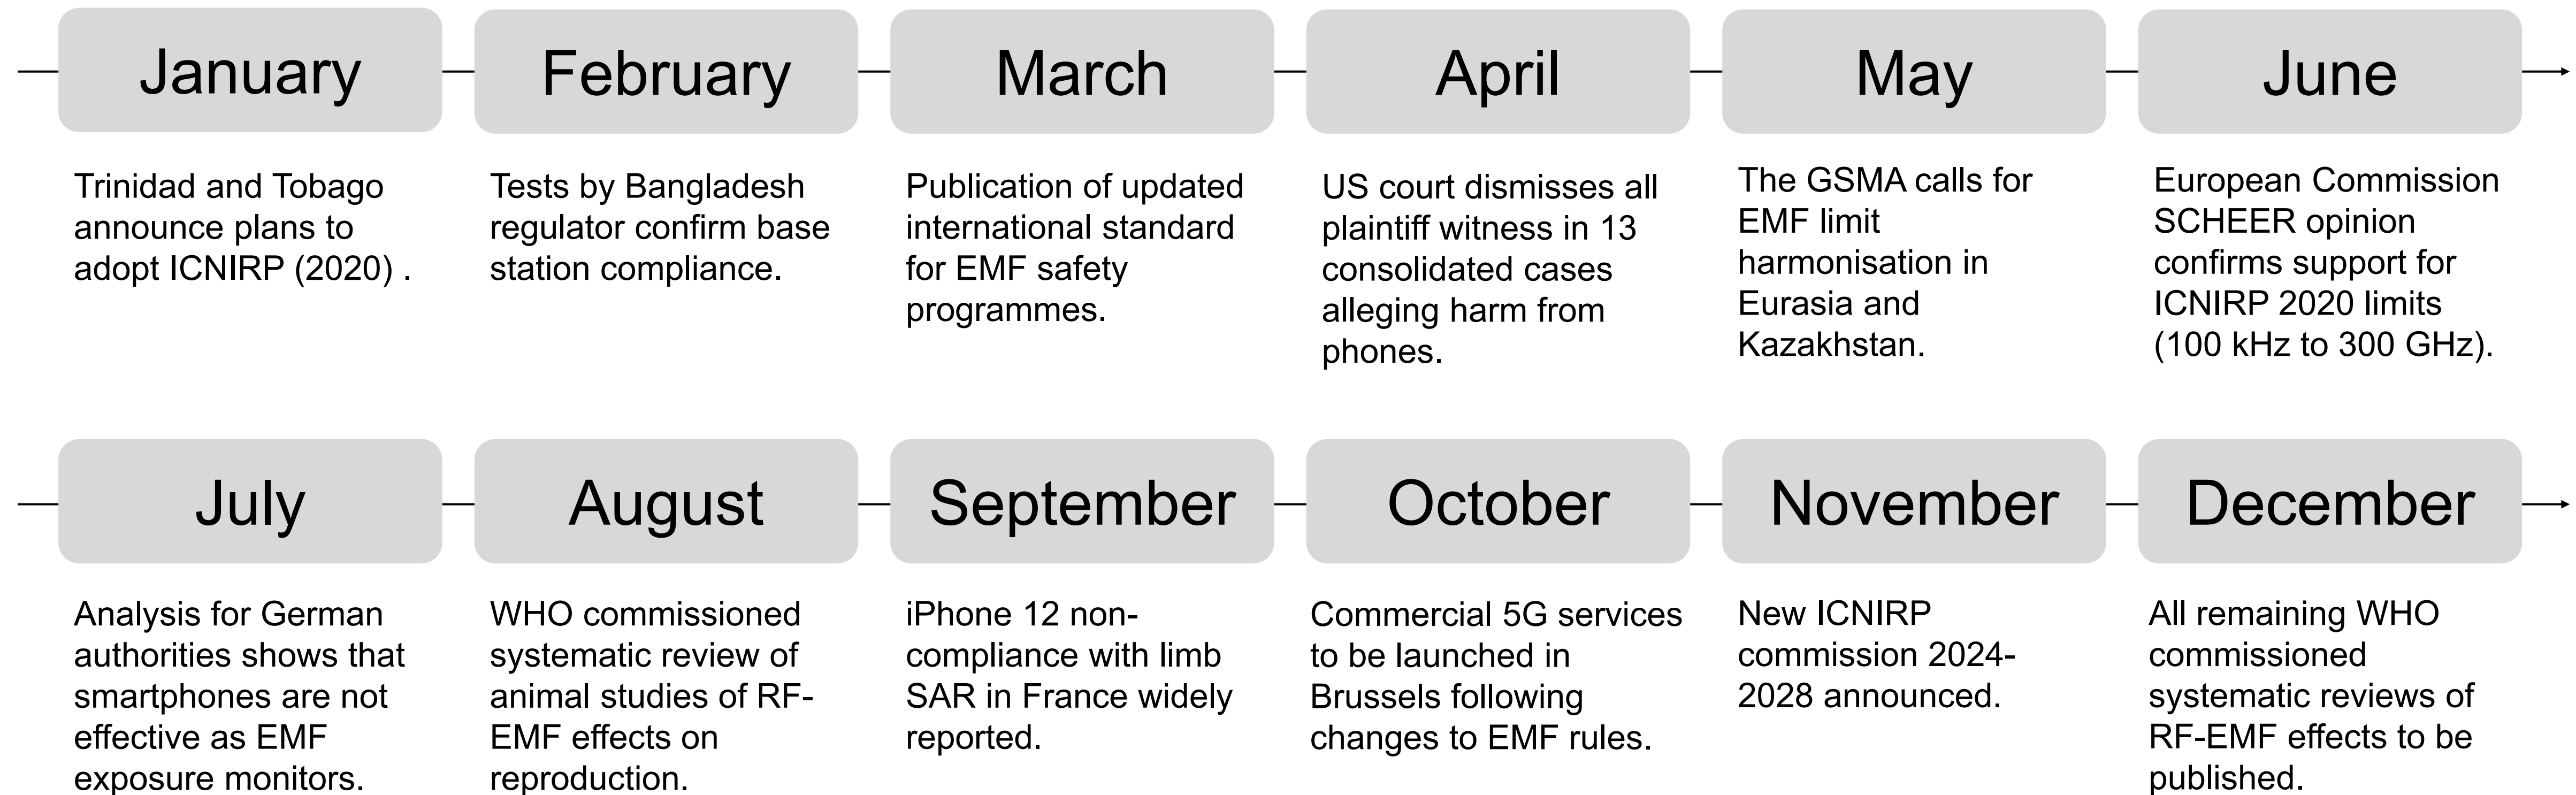 January
February
March
April
May
June
Trinidad and Tobago
announce plans to
adopt ICNIRP (2020) .
Tests by Bangladesh
regulator confirm base
station compliance.
Publication of updated
international standard
for EMF safety
programmes.
US court dismisses all
plaintiff witness in 13
consolidated cases
alleging harm from
phones.
The GSMA calls for
EMF limit
harmonisation in
Eurasia and
Kazakhstan.
European Commission
SCHEER opinion
confirms support for
ICNIRP 2020 limits
(100 kHz to 300 GHz).
July
August
September
October
November
December
Analysis for German
authorities shows that
smartphones are not
effective as EMF
exposure monitors.
WHO commissioned
systematic review of
animal studies of RF-
EMF effects on
reproduction.
iPhone 12 non-
compliance with limb
SAR in France widely
reported.
Commercial 5G services
to be launched in
Brussels following
changes to EMF rules.
New ICNIRP
commission 2024-
2028 announced.
All remaining WHO
commissioned
systematic reviews of
RF-EMF effects to be
published.